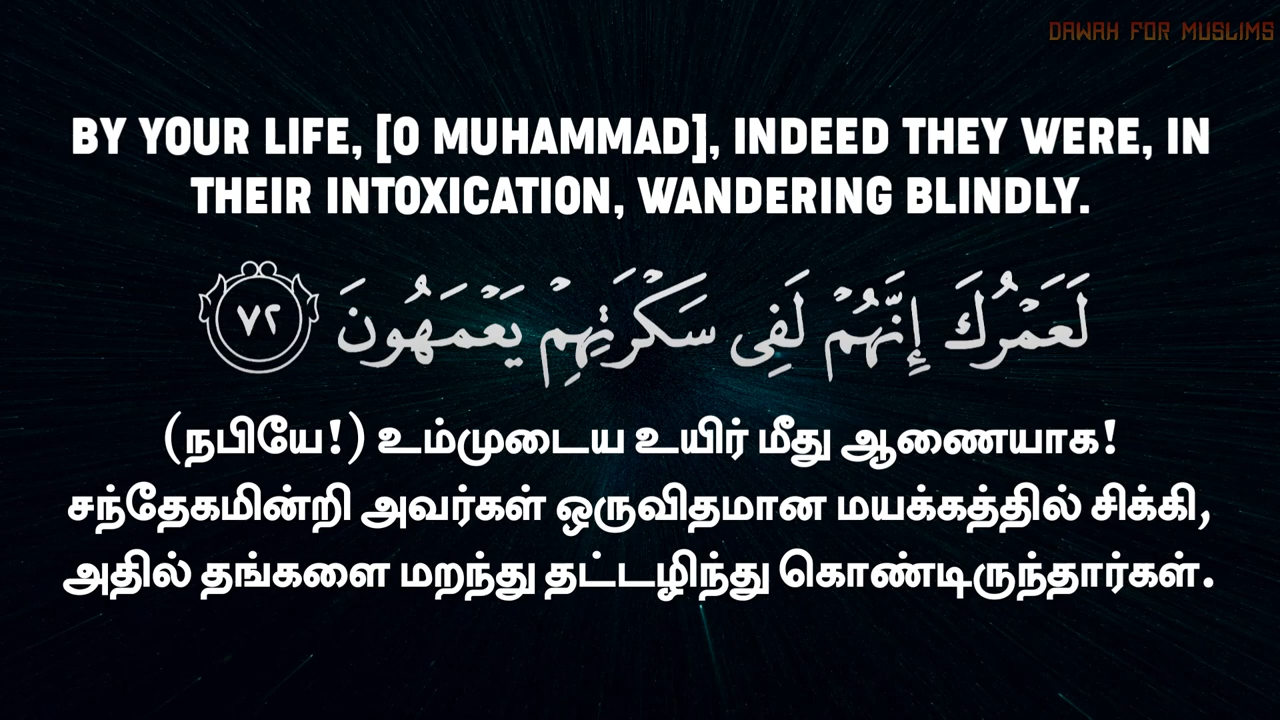 DAWAH FOR MUSLIMS
BY YOUR LIFE, [O MUHAMMAD], INDEED THEY WERE, IN
THEIR INTOXICATION, WANDERING BLINDLY.
لَعَمْرُكَ إِنَّهُمْ لَفِى سَكْرَتِهِمْ يَعْمَهُونَ ٧٢
(நபியே!) உம்முடைய உயிர் மீது ஆணையாக!
சந்தேகமின்றி அவர்கள் ஒருவிதமான மயக்கத்தில் சிக்கி,
அதில் தங்களை மறந்து தட்டழிந்து கொண்டிருந்தார்கள்.